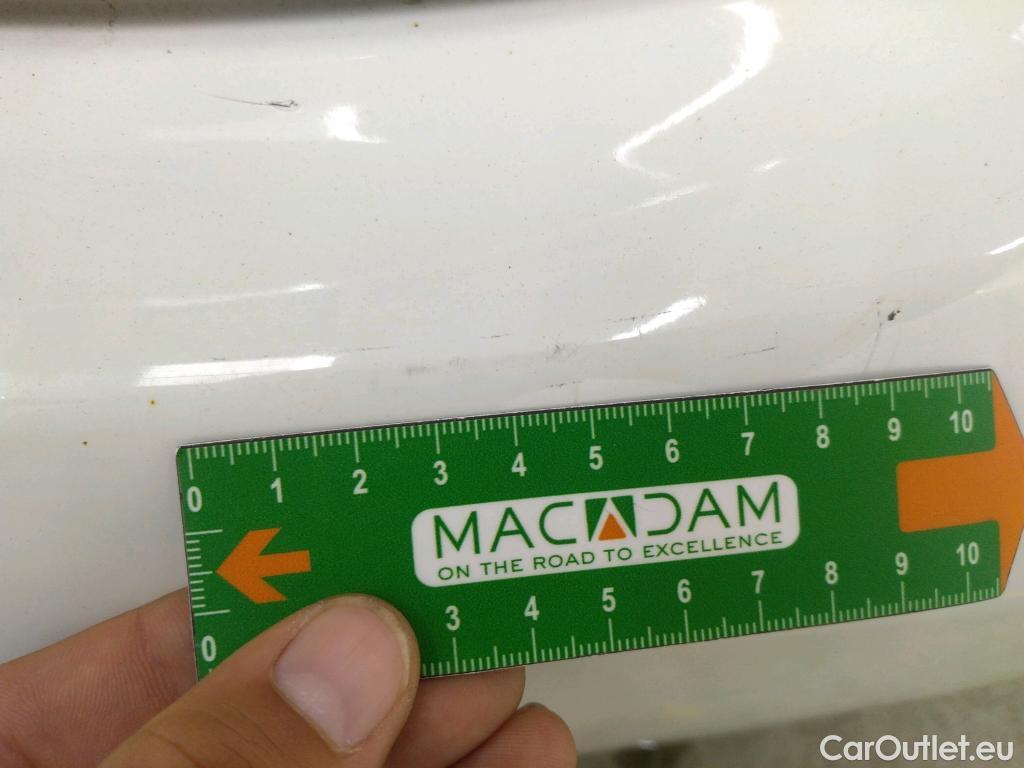 0 1 2 3 4 5 6 7 8 9 10
MACADAM
ON THE ROAD TO EXCELLENCE
0 3 4 5 6 7 8 9 10
CarOutlet.eu